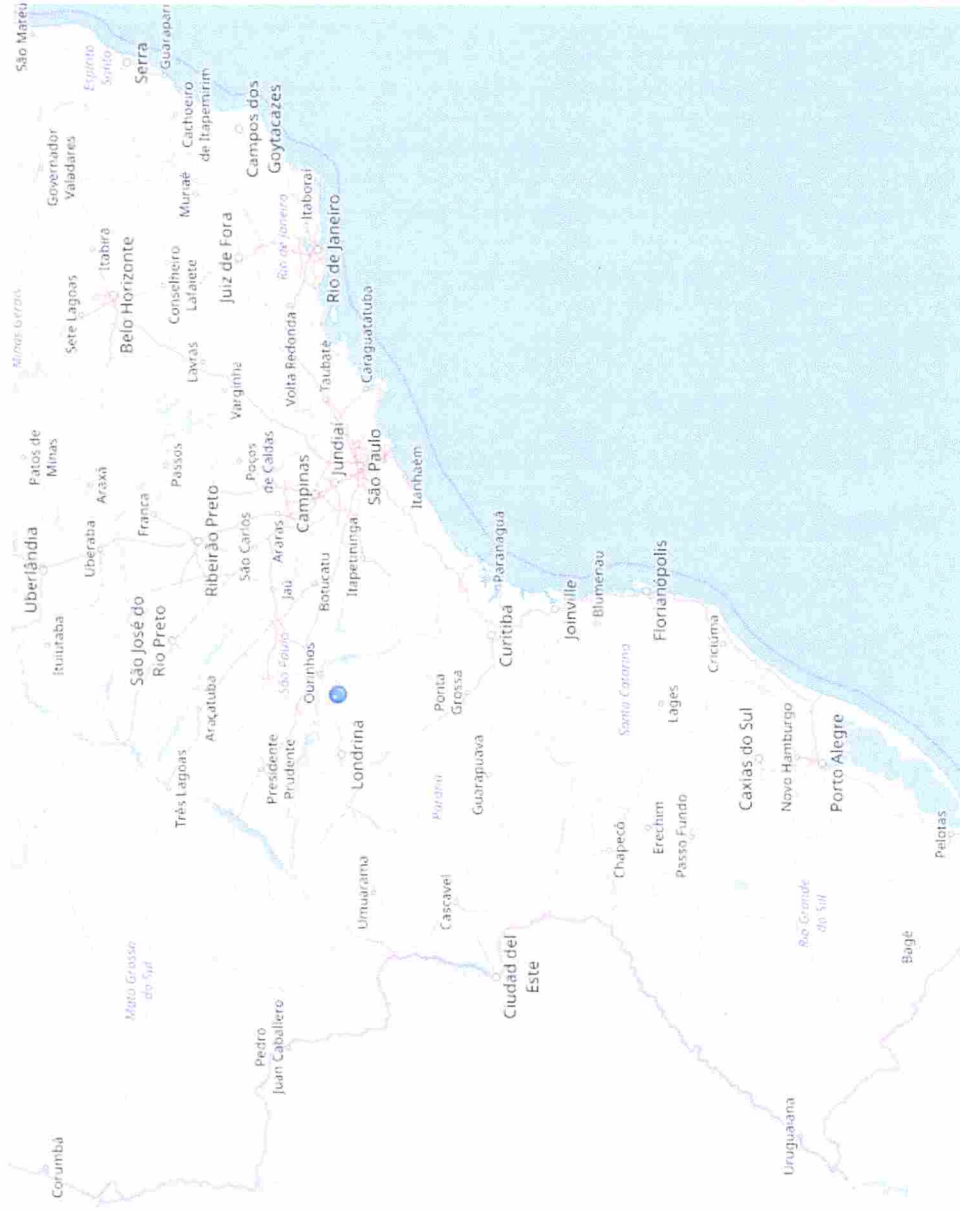 São Mateu
Espírito
Santo
Serra
Guarapari
Governador
Valadares
Cachoeiro
de Itapemirim
Campos dos
Goytacazes
Muriaé
Itaboraí
Rio de Janeiro
Rio de Janeiro
Itabira
Belo Horizonte
Sete Lagoas
Minas Gerais
Conselheiro
Lafaiete
Juiz de Fora
Lavras
Varginha
Volta Redonda
Taubaté
Caraguatatuba
Patos de
Minas
Araxá
Passos
Poços
de Caldas
Jundiaí
São Paulo
Itanhaém
Uberlândia
Uberaba
Franca
Ribeirão Preto
São Carlos
Araras
Campinas
Itapetininga
Ituiutaba
São José do
Rio Preto
Jaú
Botucatu
São Paulo
Ourinhos
Paranaguá
Curitiba
Joinville
Blumenau
Florianópolis
Araçatuba
Três Lagoas
Presidente
Prudente
Londrina
Ponta
Grossa
Guarapuava
Paraná
Santa Catarina
Lages
Criciúma
Caxias do Sul
Novo Hamburgo
Porto Alegre
Chapecó
Erechim
Passo Fundo
Pelotas
Umuarama
Cascavel
Ciudad del
Este
Mato Grosso
do Sul
Rio Grande
do Sul
Bagé
Pedro
Juan Caballero
Corumbá
Uruguaiana